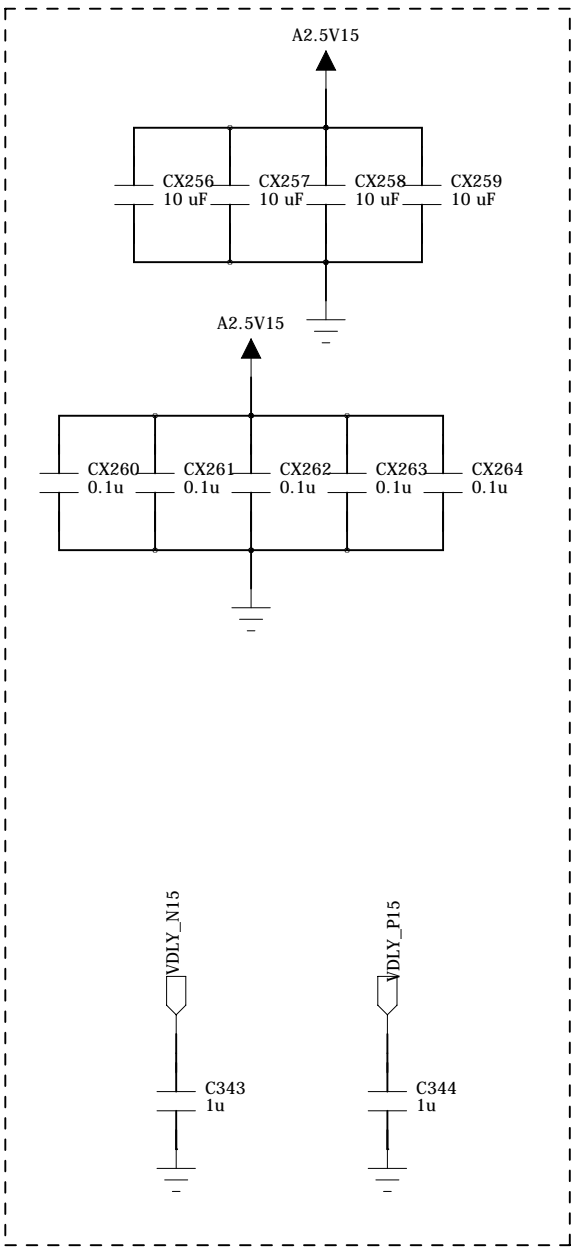 A2.5V15
CX256
10 uF
CX257
10 uF
CX258
10 uF
CX259
10 uF
A2.5V15
CX260
0.1u
CX261
0.1u
CX262
0.1u
CX263
0.1u
CX264
0.1u
VDLY_N15
VDLY_P15
C343
1u
C344
1u